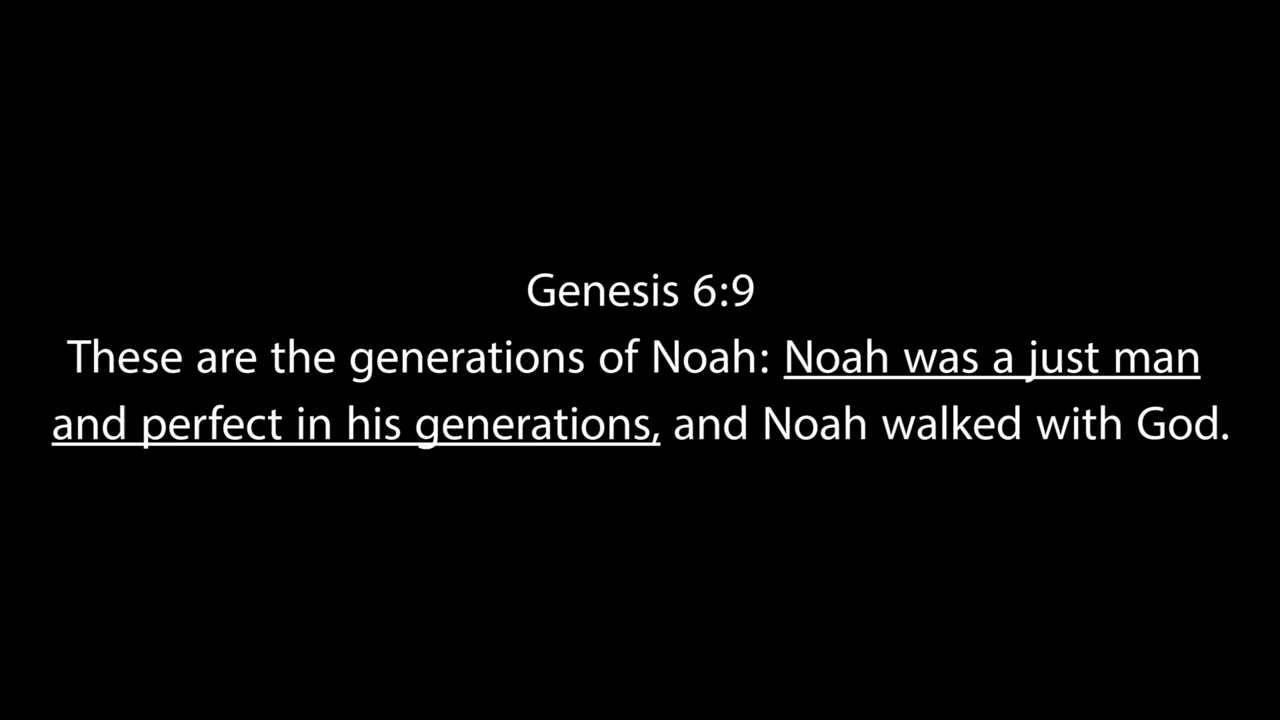 Genesis 6:9
These are the generations of Noah: Noah was a just man
and perfect in his generations, and Noah walked with God.